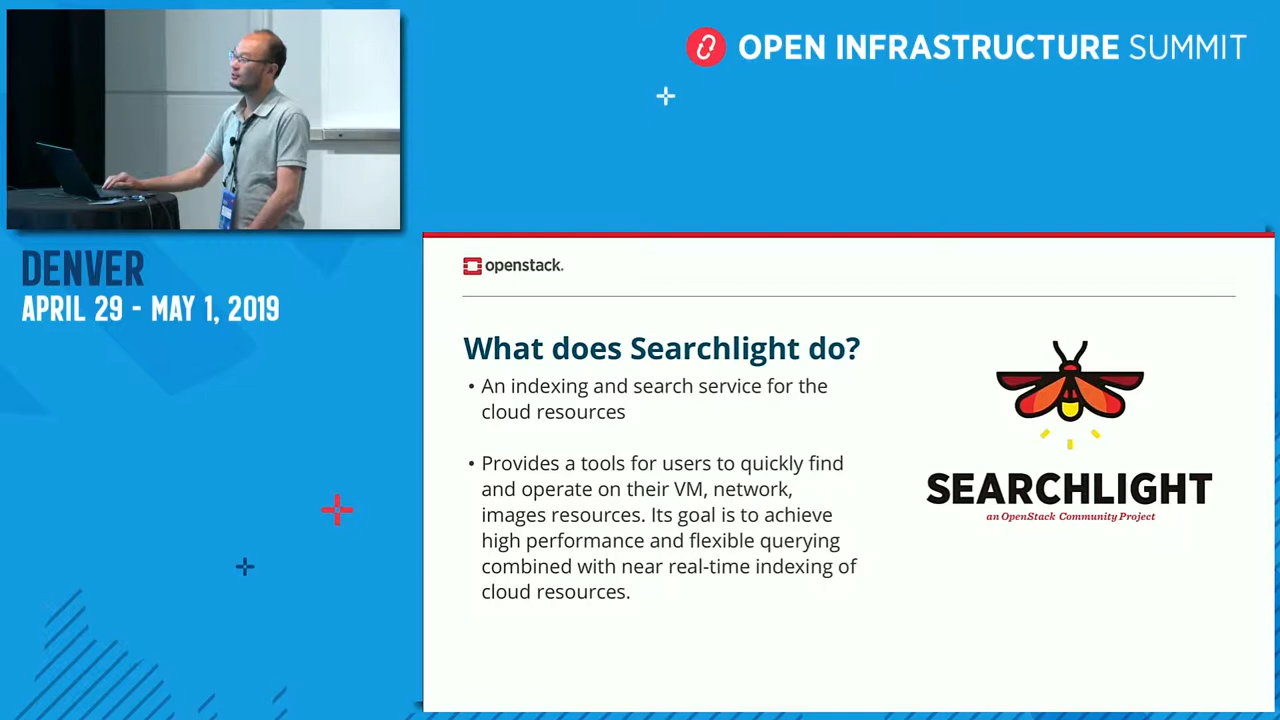 OPEN INFRASTRUCTURE SUMMIT
DENVER
APRIL 29 - MAY 1, 2019
openstack.
What does Searchlight do?
• An indexing and search service for the
cloud resources
• Provides a tools for users to quickly find
and operate on their VM, network,
images resources. Its goal is to achieve
high performance and flexible querying
combined with near real-time indexing of
cloud resources.
SEARCHLIGHT
an OpenStack Community Project